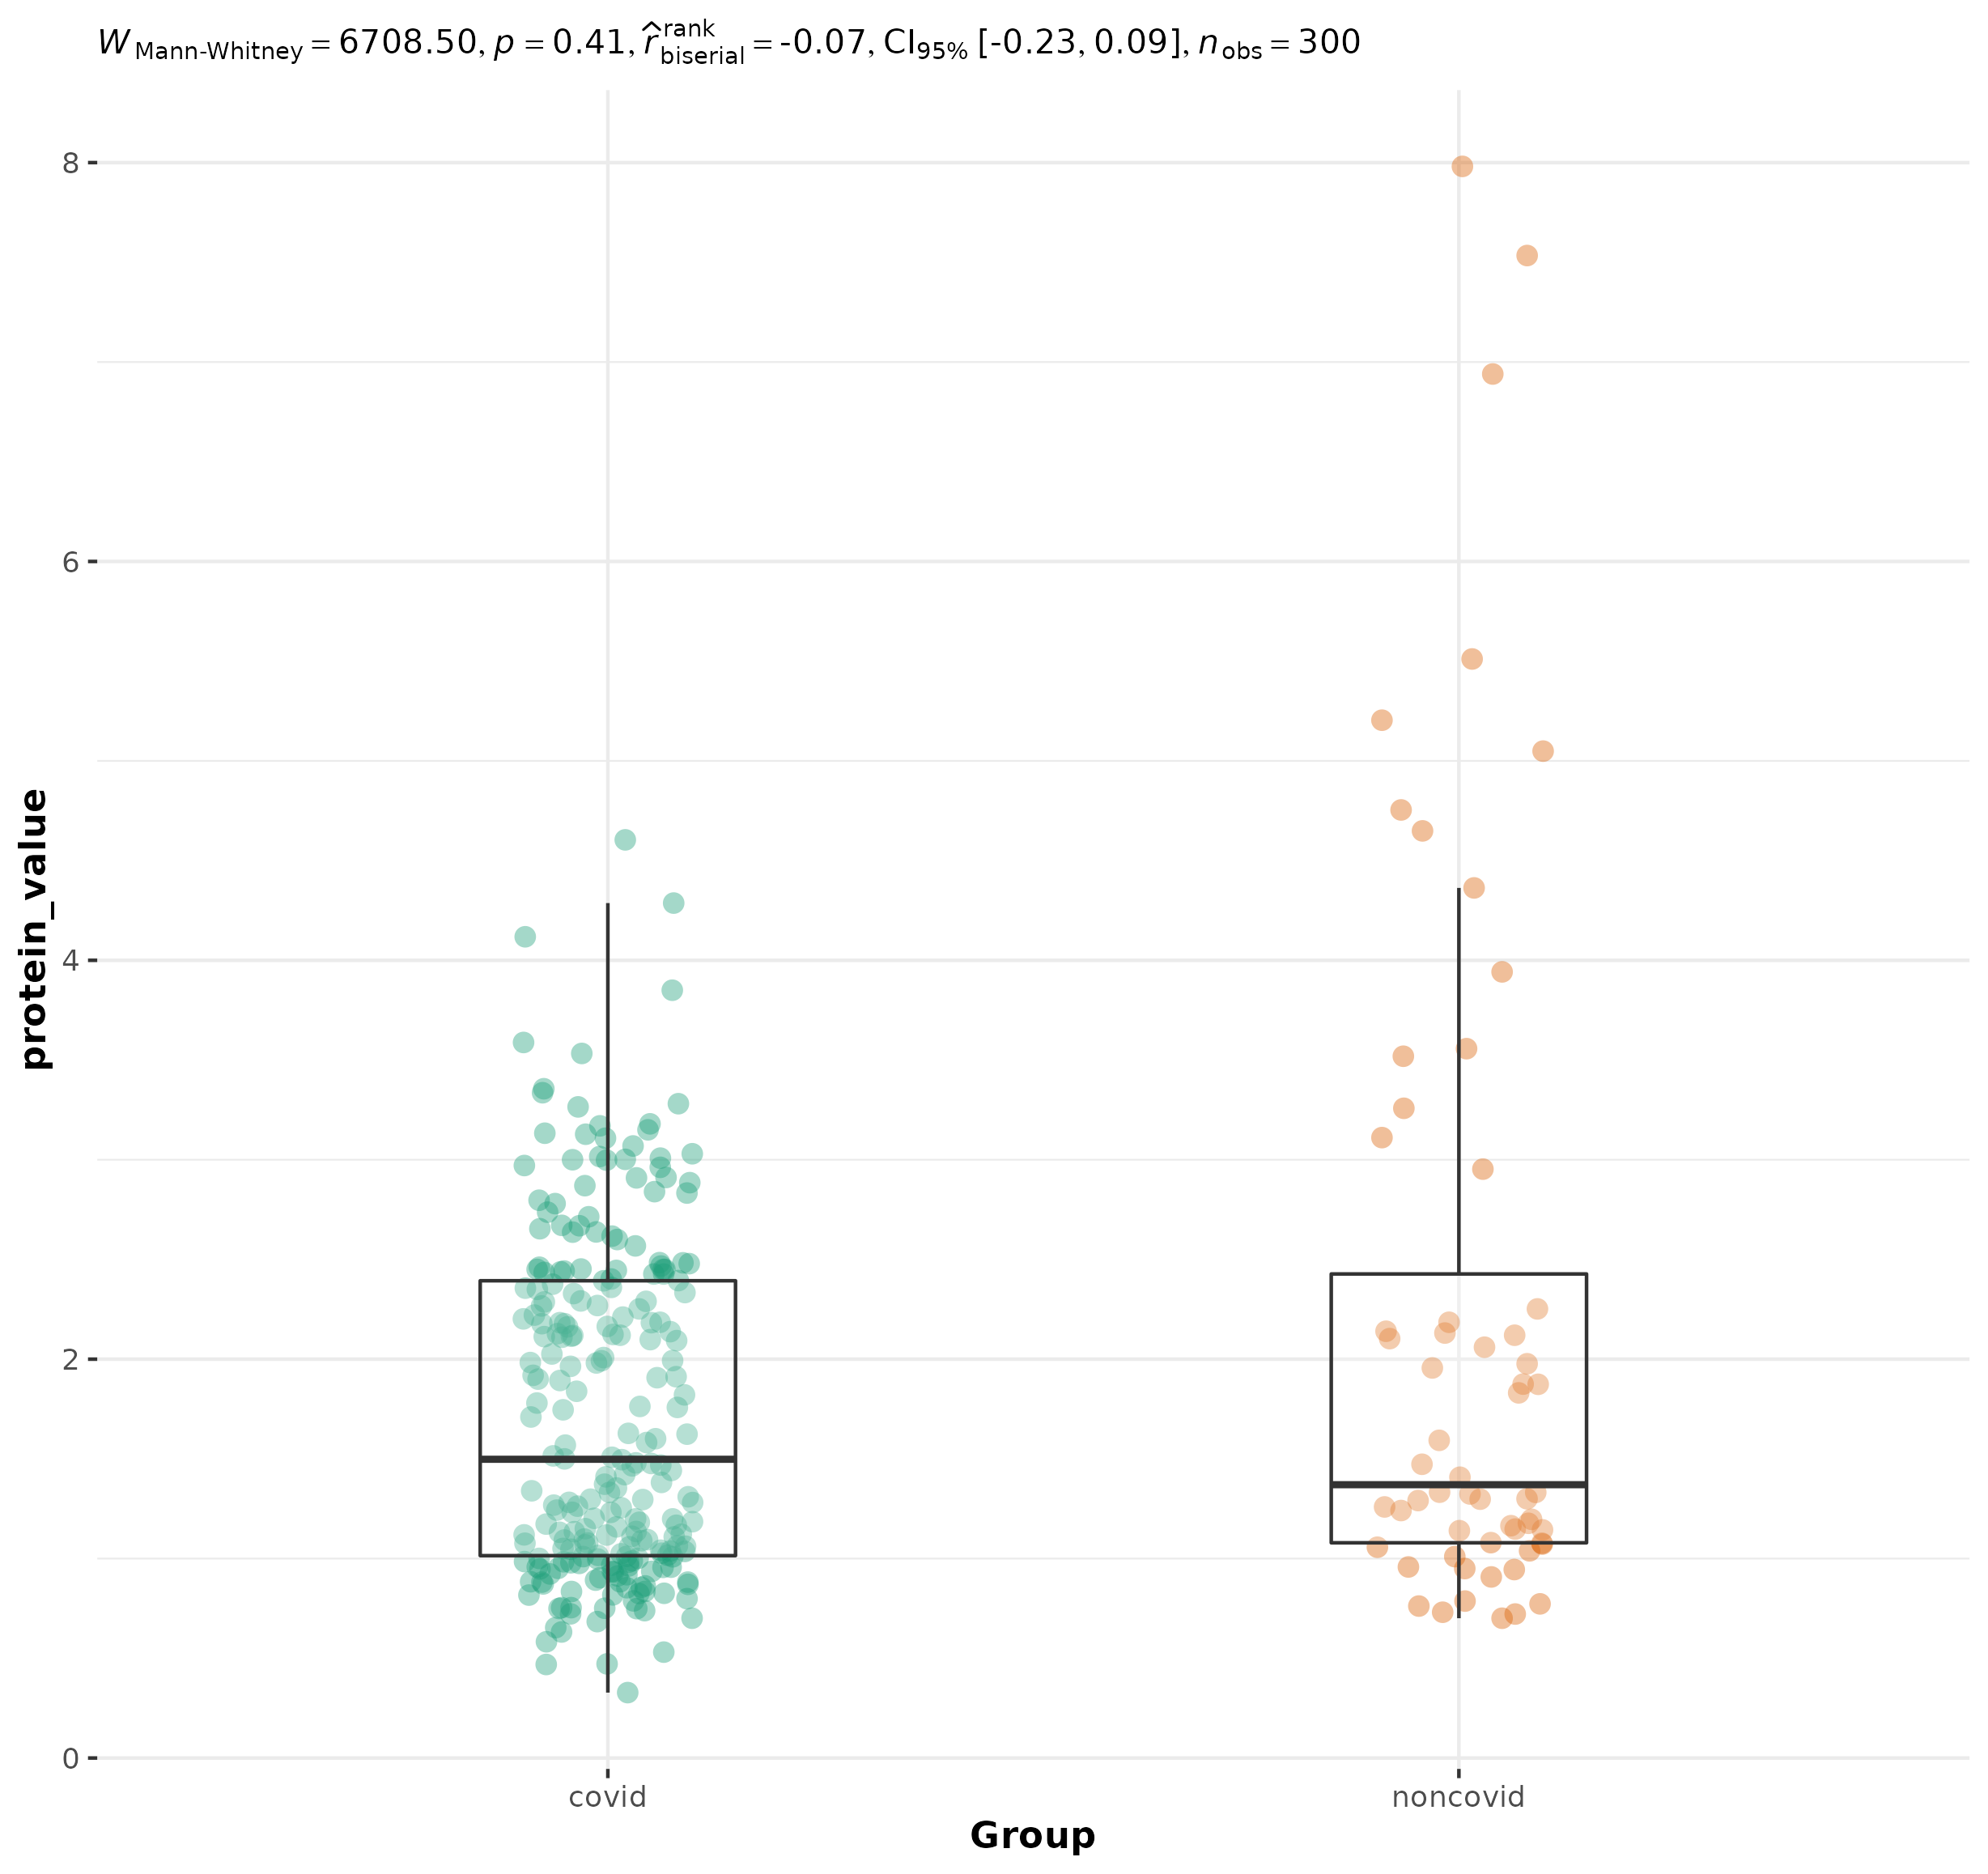 W Mann-Whitney = 6708.50, p = 0.41, r̂ rank biserial = -0.07, CI95% [-0.23, 0.09], nobs = 300
8
6
4
2
0
protein_value
covid noncovid
Group